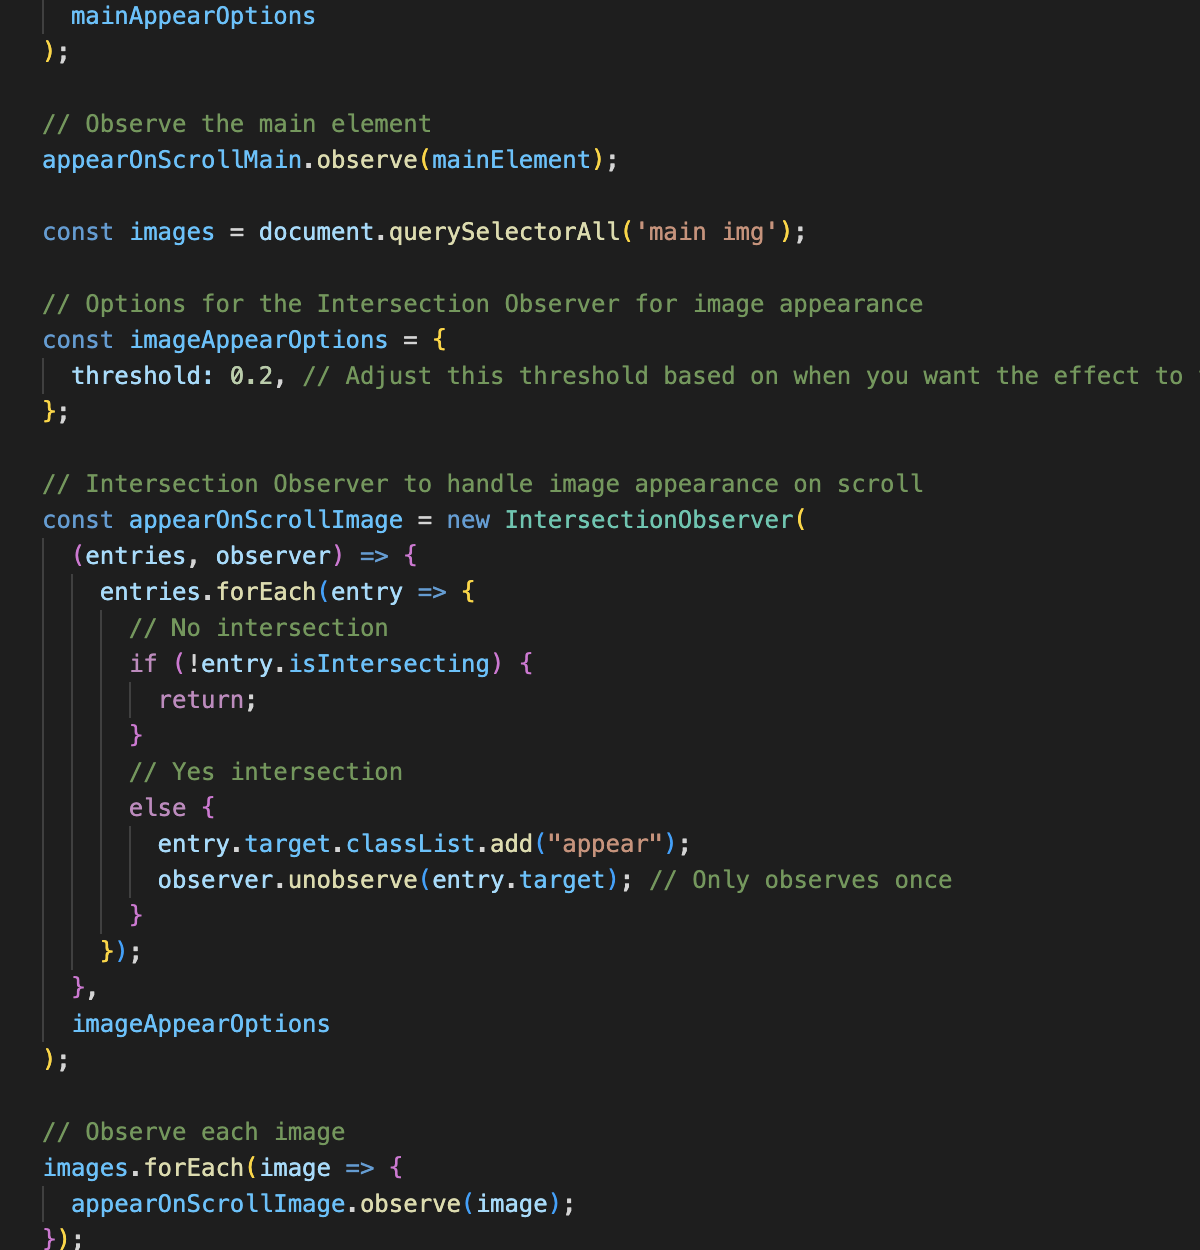 mainAppearOptions
);
// Observe the main element
appearOnScrollMain.observe(mainElement);
const images = document.querySelectorAll('main img');
// Options for the Intersection Observer for image appearance
const imageAppearOptions = {
threshold: 0.2, // Adjust this threshold based on when you want the effect to
};
// Intersection Observer to handle image appearance on scroll
const appearOnScrollImage = new IntersectionObserver(
(entries, observer) => {
entries.forEach(entry => {
// No intersection
if (!entry.isIntersecting) {
return;
}
// Yes intersection
else {
entry.target.classList.add("appear");
observer.unobserve(entry.target); // Only observes once
}
});
},
imageAppearOptions
);
// Observe each image
images.forEach(image => {
appearOnScrollImage.observe(image);
});